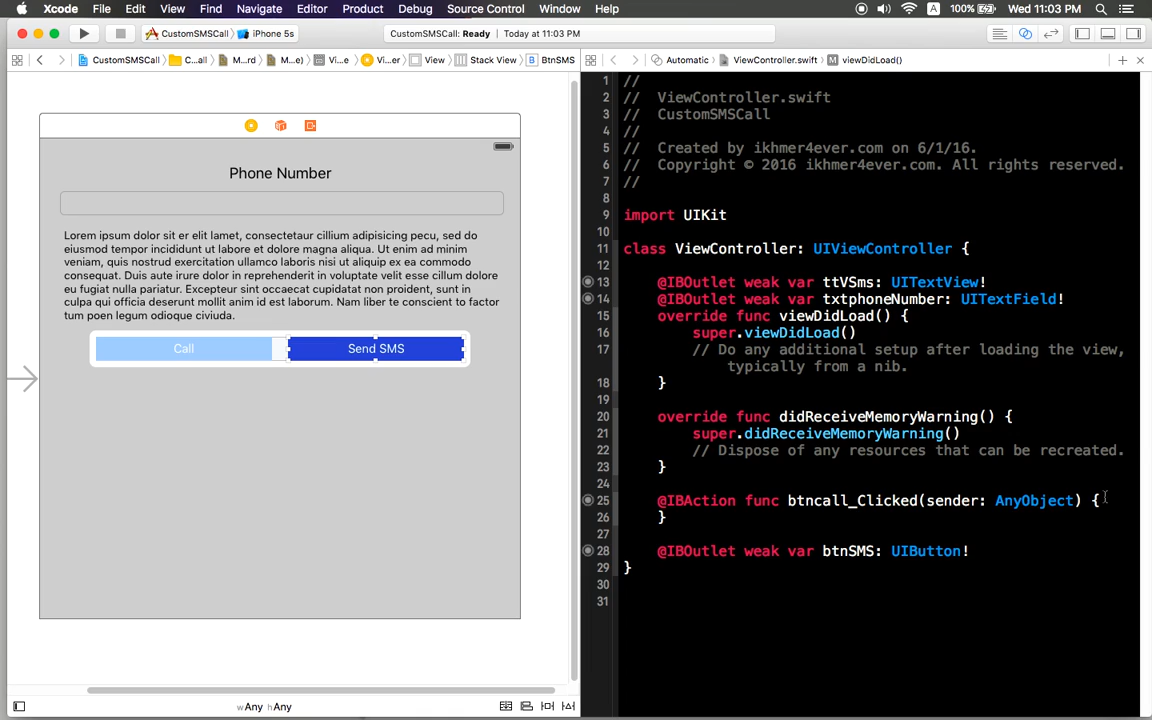 Xcode File Edit View Find Navigate Editor Product Debug Source Control Window Help 100% Wed 11:03 PM
CustomSMSCall iPhone 5s CustomSMSCall: Ready Today at 11:03 PM
CustomSMSCall C...all M...rd M...e) Vi...e Vi...er View Stack View B BtnSMS Automatic ViewController.swift M viewDidLoad()
Phone Number
Lorem ipsum dolor sit er elit lamet, consectetaur cillium adipisicing pecu, sed do
eiusmod tempor incididunt ut labore et dolore magna aliqua. Ut enim ad minim
veniam, quis nostrud exercitation ullamco laboris nisi ut aliquip ex ea commodo
consequat. Duis aute irure dolor in reprehenderit in voluptate velit esse cillum dolore
eu fugiat nulla pariatur. Excepteur sint occaecat cupidatat non proident, sunt in
culpa qui officia deserunt mollit anim id est laborum. Nam liber te conscient to factor
tum poen legum odioque civiuda.
Call Send SMS
wAny hAny
1 //
2 // ViewController.swift
3 // CustomSMSCall
4 //
5 // Created by ikhmer4ever.com on 6/1/16.
6 // Copyright © 2016 ikhmer4ever.com. All rights reserved.
7 //
8
9 import UIKit
10
11 class ViewController: UIViewController {
12
13 @IBOutlet weak var ttVSms: UITextView!
14 @IBOutlet weak var txtphoneNumber: UITextField!
15 override func viewDidLoad() {
16 super.viewDidLoad()
17 // Do any additional setup after loading the view,
typically from a nib.
18 }
19
20 override func didReceiveMemoryWarning() {
21 super.didReceiveMemoryWarning()
22 // Dispose of any resources that can be recreated.
23 }
24
25 @IBAction func btncall_Clicked(sender: AnyObject) {
26 }
27
28 @IBOutlet weak var btnSMS: UIButton!
29 }
30
31